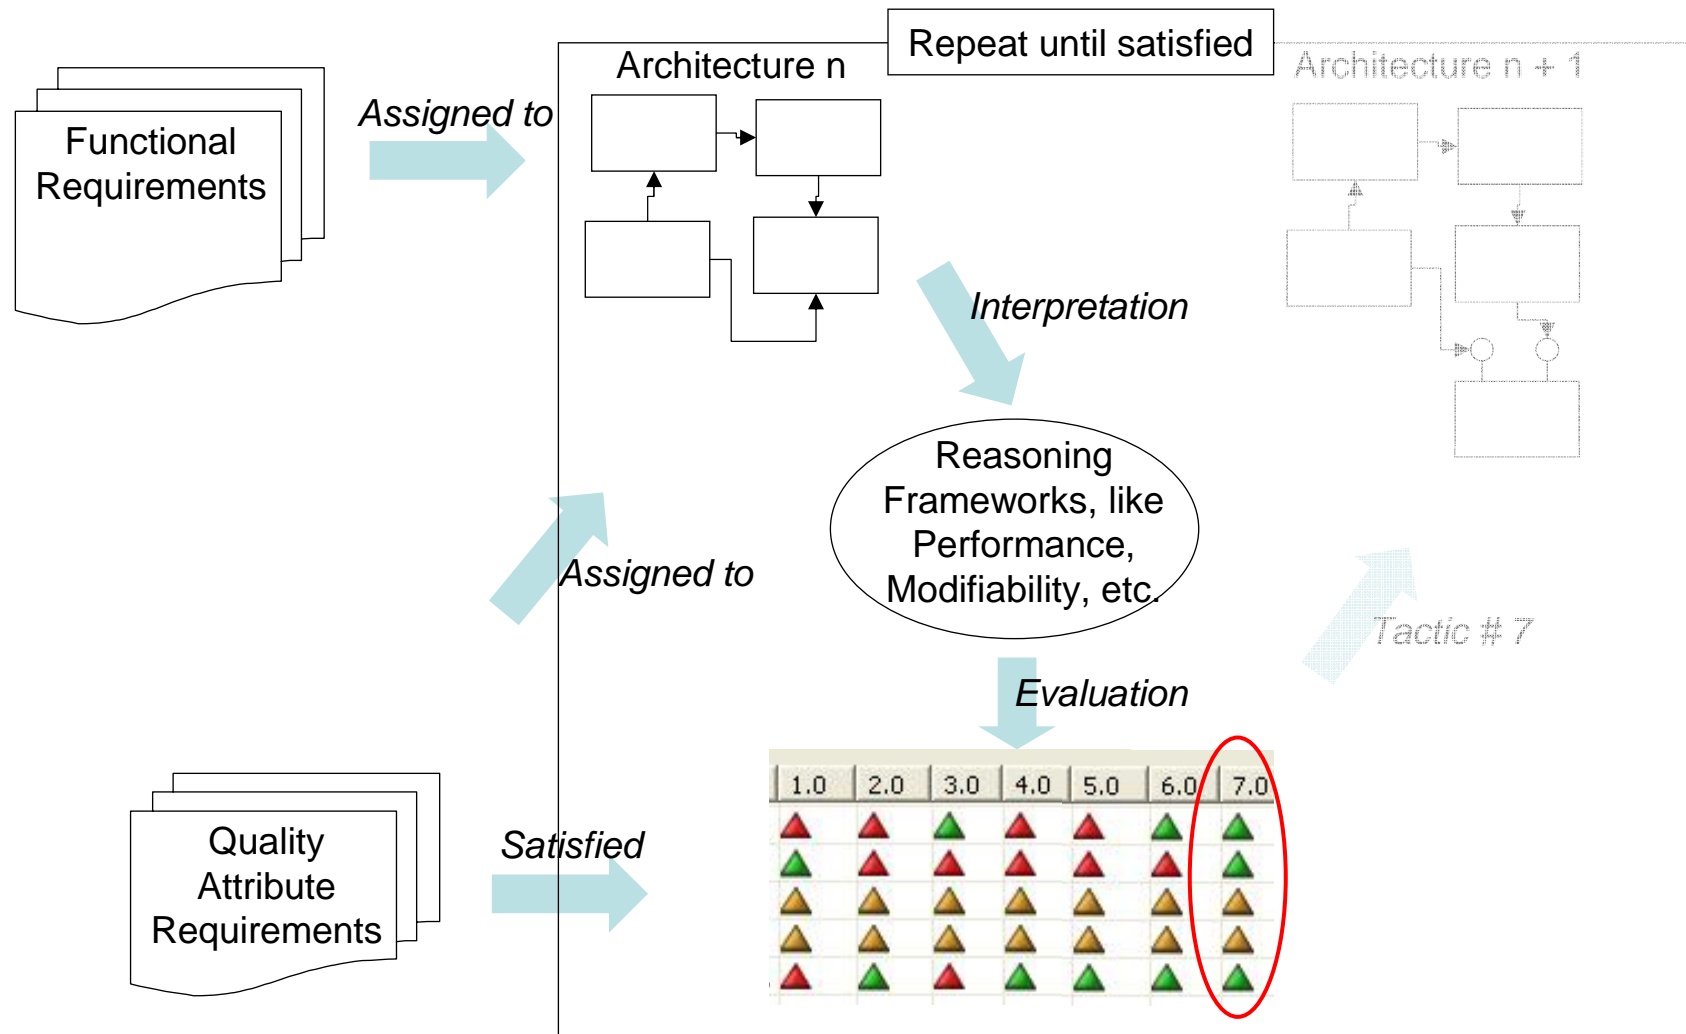 Repeat until satisfied
Architecture n
Architecture n + 1
Assigned to
Functional
Requirements
Interpretation
Reasoning
Frameworks, like
Performance,
Modifiability, etc.
Assigned to
Tactic # 7
Evaluation
1.0 2.0 3.0 4.0 5.0 6.0 7.0
Quality
Attribute
Requirements
Satisfied